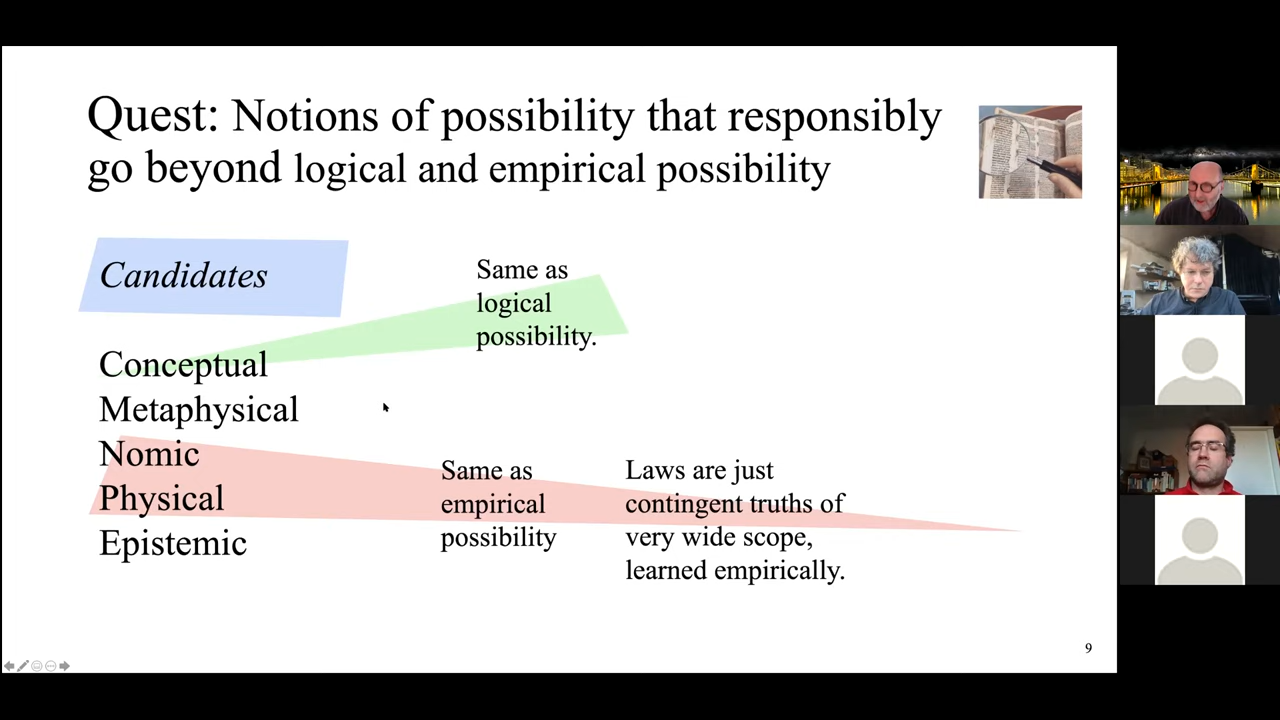 Quest: Notions of possibility that responsibly
go beyond logical and empirical possibility
Candidates
Same as
logical
possibility.
Conceptual
Metaphysical
Nomic
Physical
Epistemic
Same as
empirical
possibility
Laws are just
contingent truths of
very wide scope,
learned empirically.
9